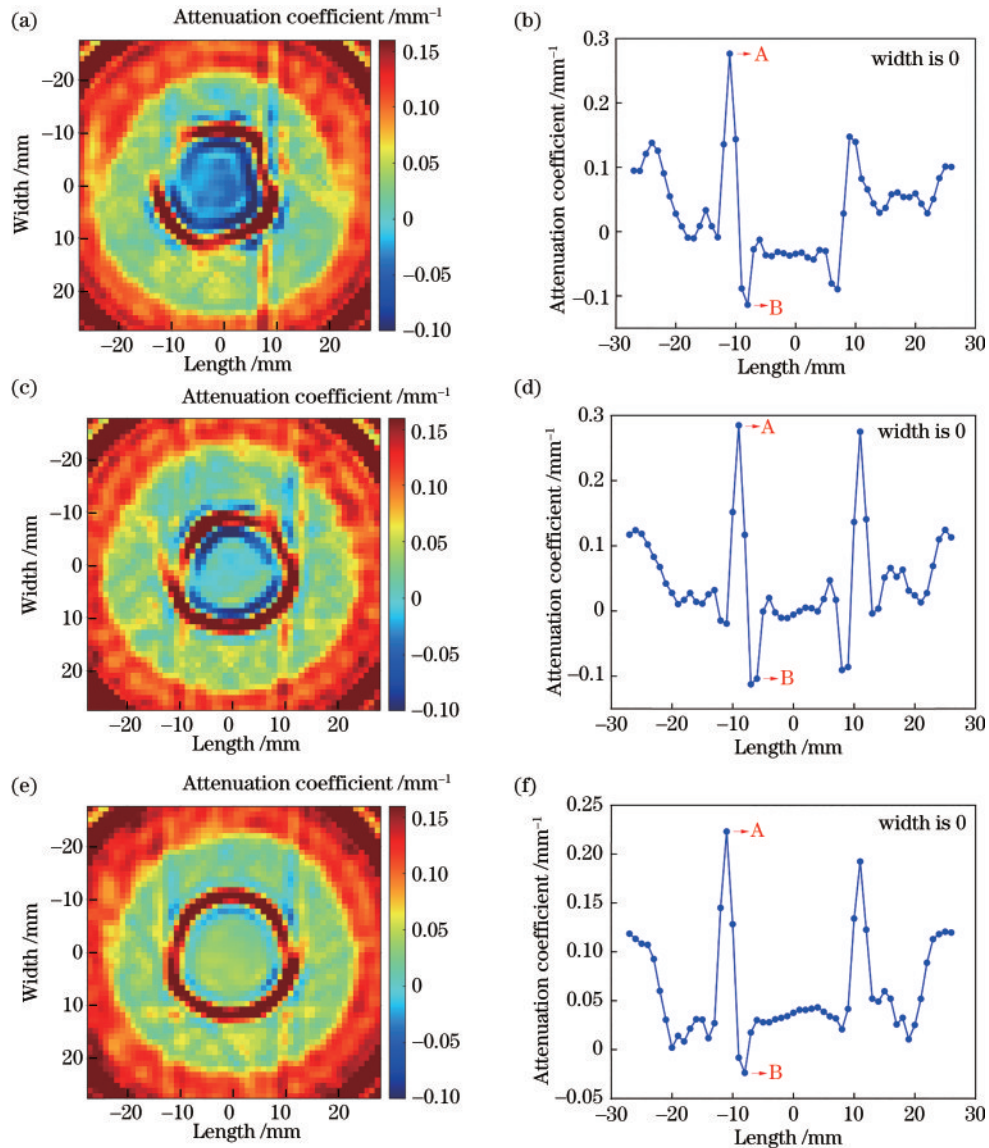 (a)
Attenuation coefficient /mm⁻¹
Width /mm
−20
−10
0
10
20
−20 −10 0 10 20
Length /mm
0.15
0.10
0.05
0
−0.05
−0.10
(b)
Attenuation coefficient /mm⁻¹
0.3
0.2
0.1
0
−0.1
−30 −20 −10 0 10 20 30
Length /mm
width is 0
A
B
(c)
Attenuation coefficient /mm⁻¹
Width /mm
−20
−10
0
10
20
−20 −10 0 10 20
Length /mm
0.15
0.10
0.05
0
−0.05
−0.10
(d)
Attenuation coefficient /mm⁻¹
0.3
0.2
0.1
0
−0.1
−30 −20 −10 0 10 20 30
Length /mm
width is 0
A
B
(e)
Attenuation coefficient /mm⁻¹
Width /mm
−20
−10
0
10
20
−20 −10 0 10 20
Length /mm
0.15
0.10
0.05
0
−0.05
−0.10
(f)
Attenuation coefficient /mm⁻¹
0.25
0.20
0.15
0.10
0.05
0
−0.05
−30 −20 −10 0 10 20 30
Length /mm
width is 0
A
B